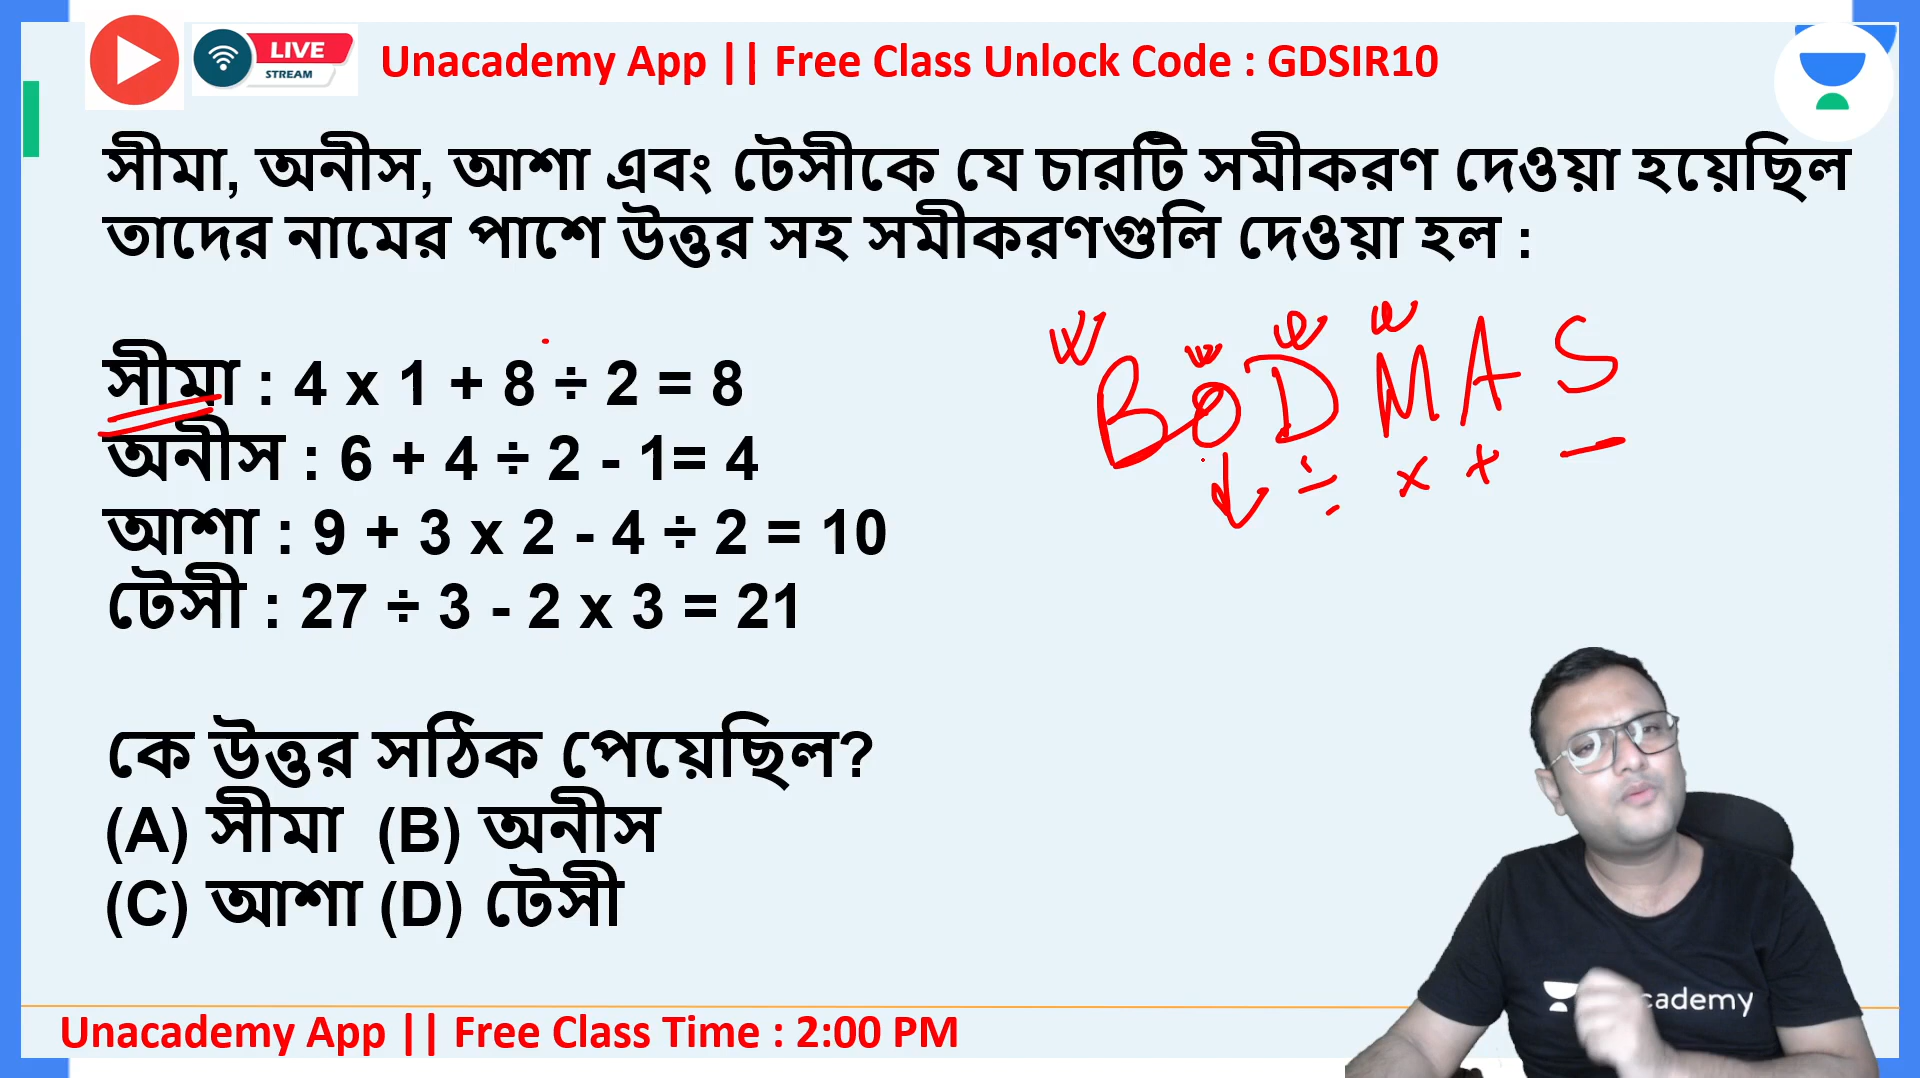 LIVE
STREAM
Unacademy App || Free Class Unlock Code : GDSIR10
সীমা, অনীস, আশা এবং টেসীকে যে চারটি সমীকরণ দেওয়া হয়েছিল
তাদের নামের পাশে উত্তর সহ সমীকরণগুলি দেওয়া হল :
সীমা : 4 x 1 + 8 ÷ 2 = 8
অনীস : 6 + 4 ÷ 2 - 1= 4
আশা : 9 + 3 x 2 - 4 ÷ 2 = 10
টেসী : 27 ÷ 3 - 2 x 3 = 21
BODMAS
÷ × + −
কে উত্তর সঠিক পেয়েছিল?
(A) সীমা (B) অনীস
(C) আশা (D) টেসী
Unacademy App || Free Class Time : 2:00 PM